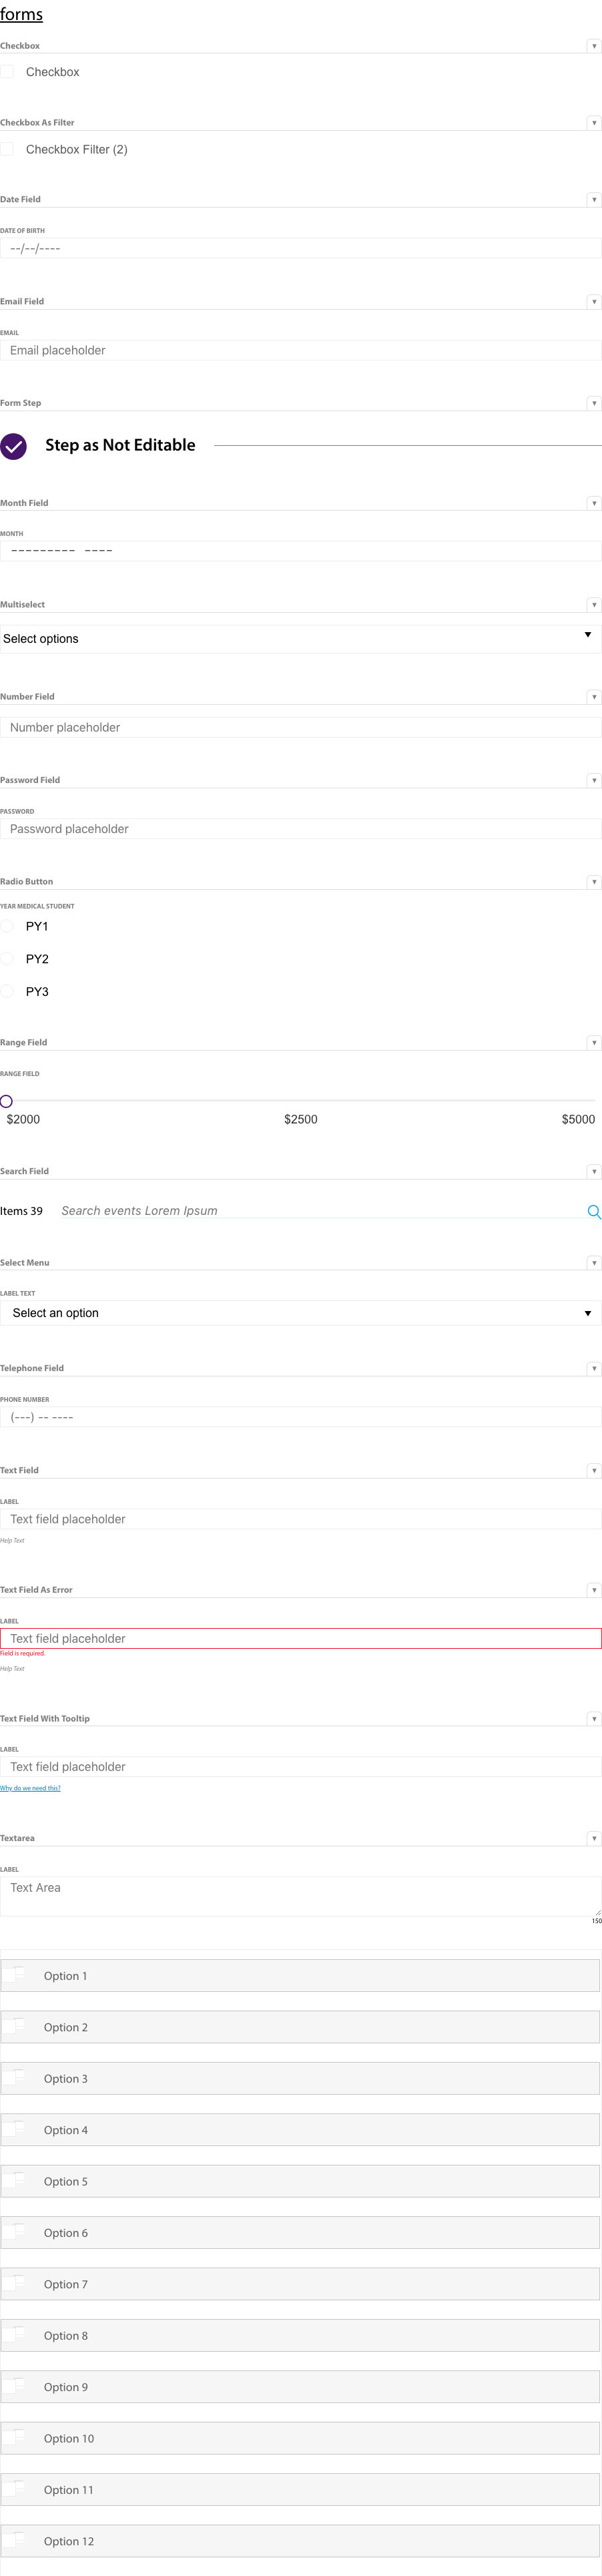 forms
Checkbox
Checkbox
Checkbox As Filter
Checkbox Filter (2)
Date Field
DATE OF BIRTH
--/--/----
Email Field
EMAIL
Email placeholder
Form Step
Step as Not Editable
Month Field
MONTH
--------- ----
Multiselect
Select options
Number Field
Number placeholder
Password Field
PASSWORD
Password placeholder
Radio Button
YEAR MEDICAL STUDENT
PY1
PY2
PY3
Range Field
RANGE FIELD
$2000 $2500 $5000
Search Field
Items 39 Search events Lorem Ipsum
Select Menu
LABEL TEXT
Select an option
Telephone Field
PHONE NUMBER
(---) -- ----
Text Field
LABEL
Text field placeholder
Help Text
Text Field As Error
LABEL
Text field placeholder
Field is required.
Help Text
Text Field With Tooltip
LABEL
Text field placeholder
Why do we need this?
Textarea
LABEL
Text Area
150
Option 1
Option 2
Option 3
Option 4
Option 5
Option 6
Option 7
Option 8
Option 9
Option 10
Option 11
Option 12